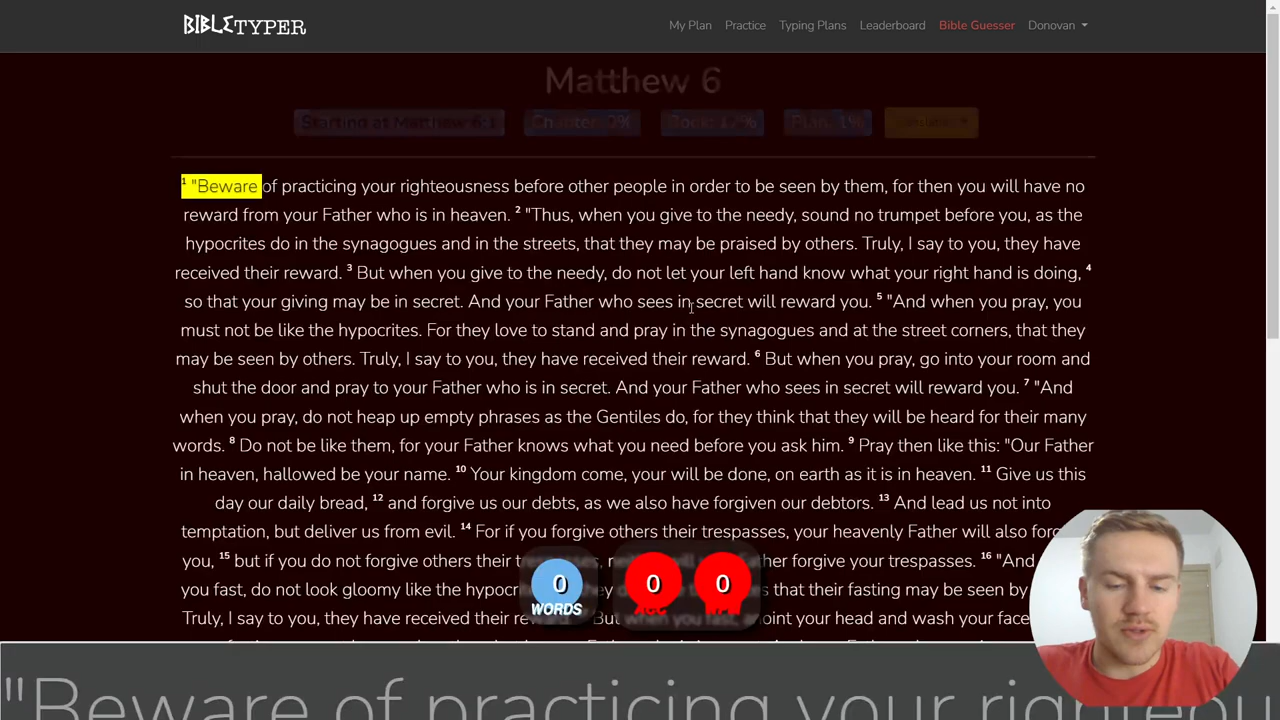 BIBLETYPER
My Plan Practice Typing Plans Leaderboard Bible Guesser Donovan
Matthew 6
Starting at Matthew 6:1 Chapter: 0% Book: 17% Plan: 1%
1 "Beware of practicing your righteousness before other people in order to be seen by them, for then you will have no
reward from your Father who is in heaven. 2 "Thus, when you give to the needy, sound no trumpet before you, as the
hypocrites do in the synagogues and in the streets, that they may be praised by others. Truly, I say to you, they have
received their reward. 3 But when you give to the needy, do not let your left hand know what your right hand is doing, 4
so that your giving may be in secret. And your Father who sees in secret will reward you. 5 "And when you pray, you
must not be like the hypocrites. For they love to stand and pray in the synagogues and at the street corners, that they
may be seen by others. Truly, I say to you, they have received their reward. 6 But when you pray, go into your room and
shut the door and pray to your Father who is in secret. And your Father who sees in secret will reward you. 7 "And
when you pray, do not heap up empty phrases as the Gentiles do, for they think that they will be heard for their many
words. 8 Do not be like them, for your Father knows what you need before you ask him. 9 Pray then like this: "Our Father
in heaven, hallowed be your name. 10 Your kingdom come, your will be done, on earth as it is in heaven. 11 Give us this
day our daily bread, 12 and forgive us our debts, as we also have forgiven our debtors. 13 And lead us not into
temptation, but deliver us from evil. 14 For if you forgive others their trespasses, your heavenly Father will also
you, 15 but if you do not forgive others their Father forgive your trespasses. 16 "And
you fast, do not look gloomy like the that their fasting may be seen by
Truly, I say to you, they have received their But when you fast, anoint your head and wash your face
0 WORDS 0 ACC 0
"Beware of practicing your